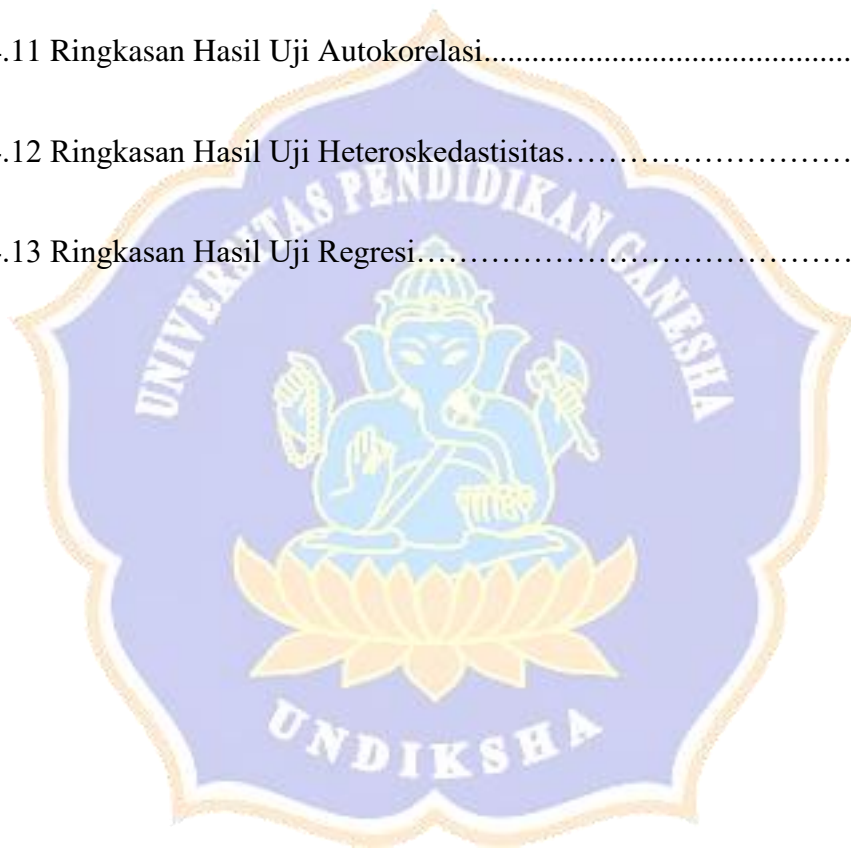 .11 Ringkasan Hasil Uji Autokorelasi..........................................
.12 Ringkasan Hasil Uji Heteroskedastisitas…………………………
.13 Ringkasan Hasil Uji Regresi……………………………………
UNIVERSITAS PENDIDIKAN GANESHA
UNDIKSHA